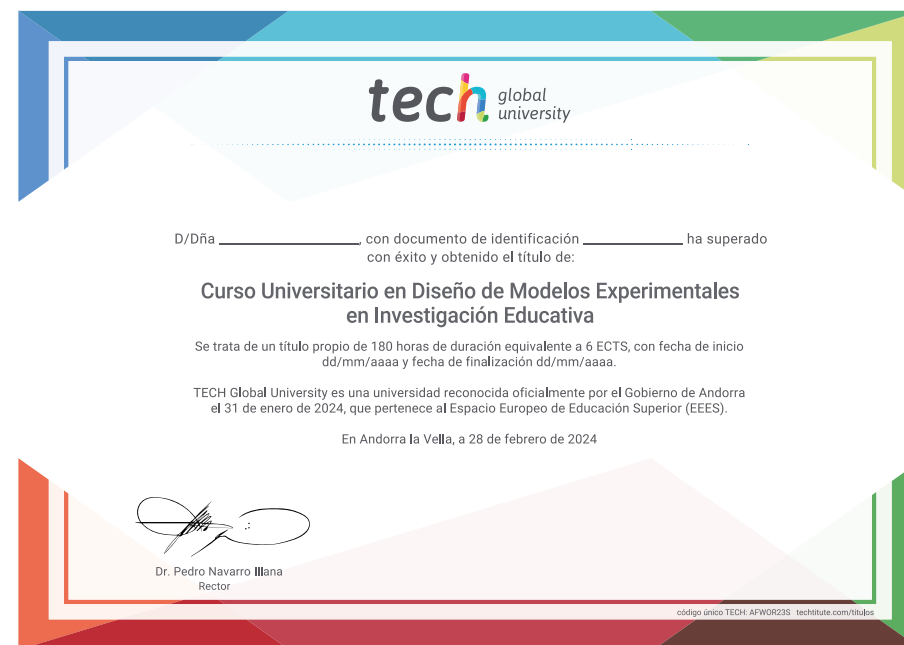 tech global university
D/Dña ____________, con documento de identificación ____________ ha superado
con éxito y obtenido el título de:
Curso Universitario en Diseño de Modelos Experimentales
en Investigación Educativa
Se trata de un título propio de 180 horas de duración equivalente a 6 ECTS, con fecha de inicio
dd/mm/aaaa y fecha de finalización dd/mm/aaaa.
TECH Global University es una universidad reconocida oficialmente por el Gobierno de Andorra
el 31 de enero de 2024, que pertenece al Espacio Europeo de Educación Superior (EEES).
En Andorra la Vella, a 28 de febrero de 2024
Dr. Pedro Navarro Illana
Rector
código único TECH: AFWOR23S techtitute.com/titulos